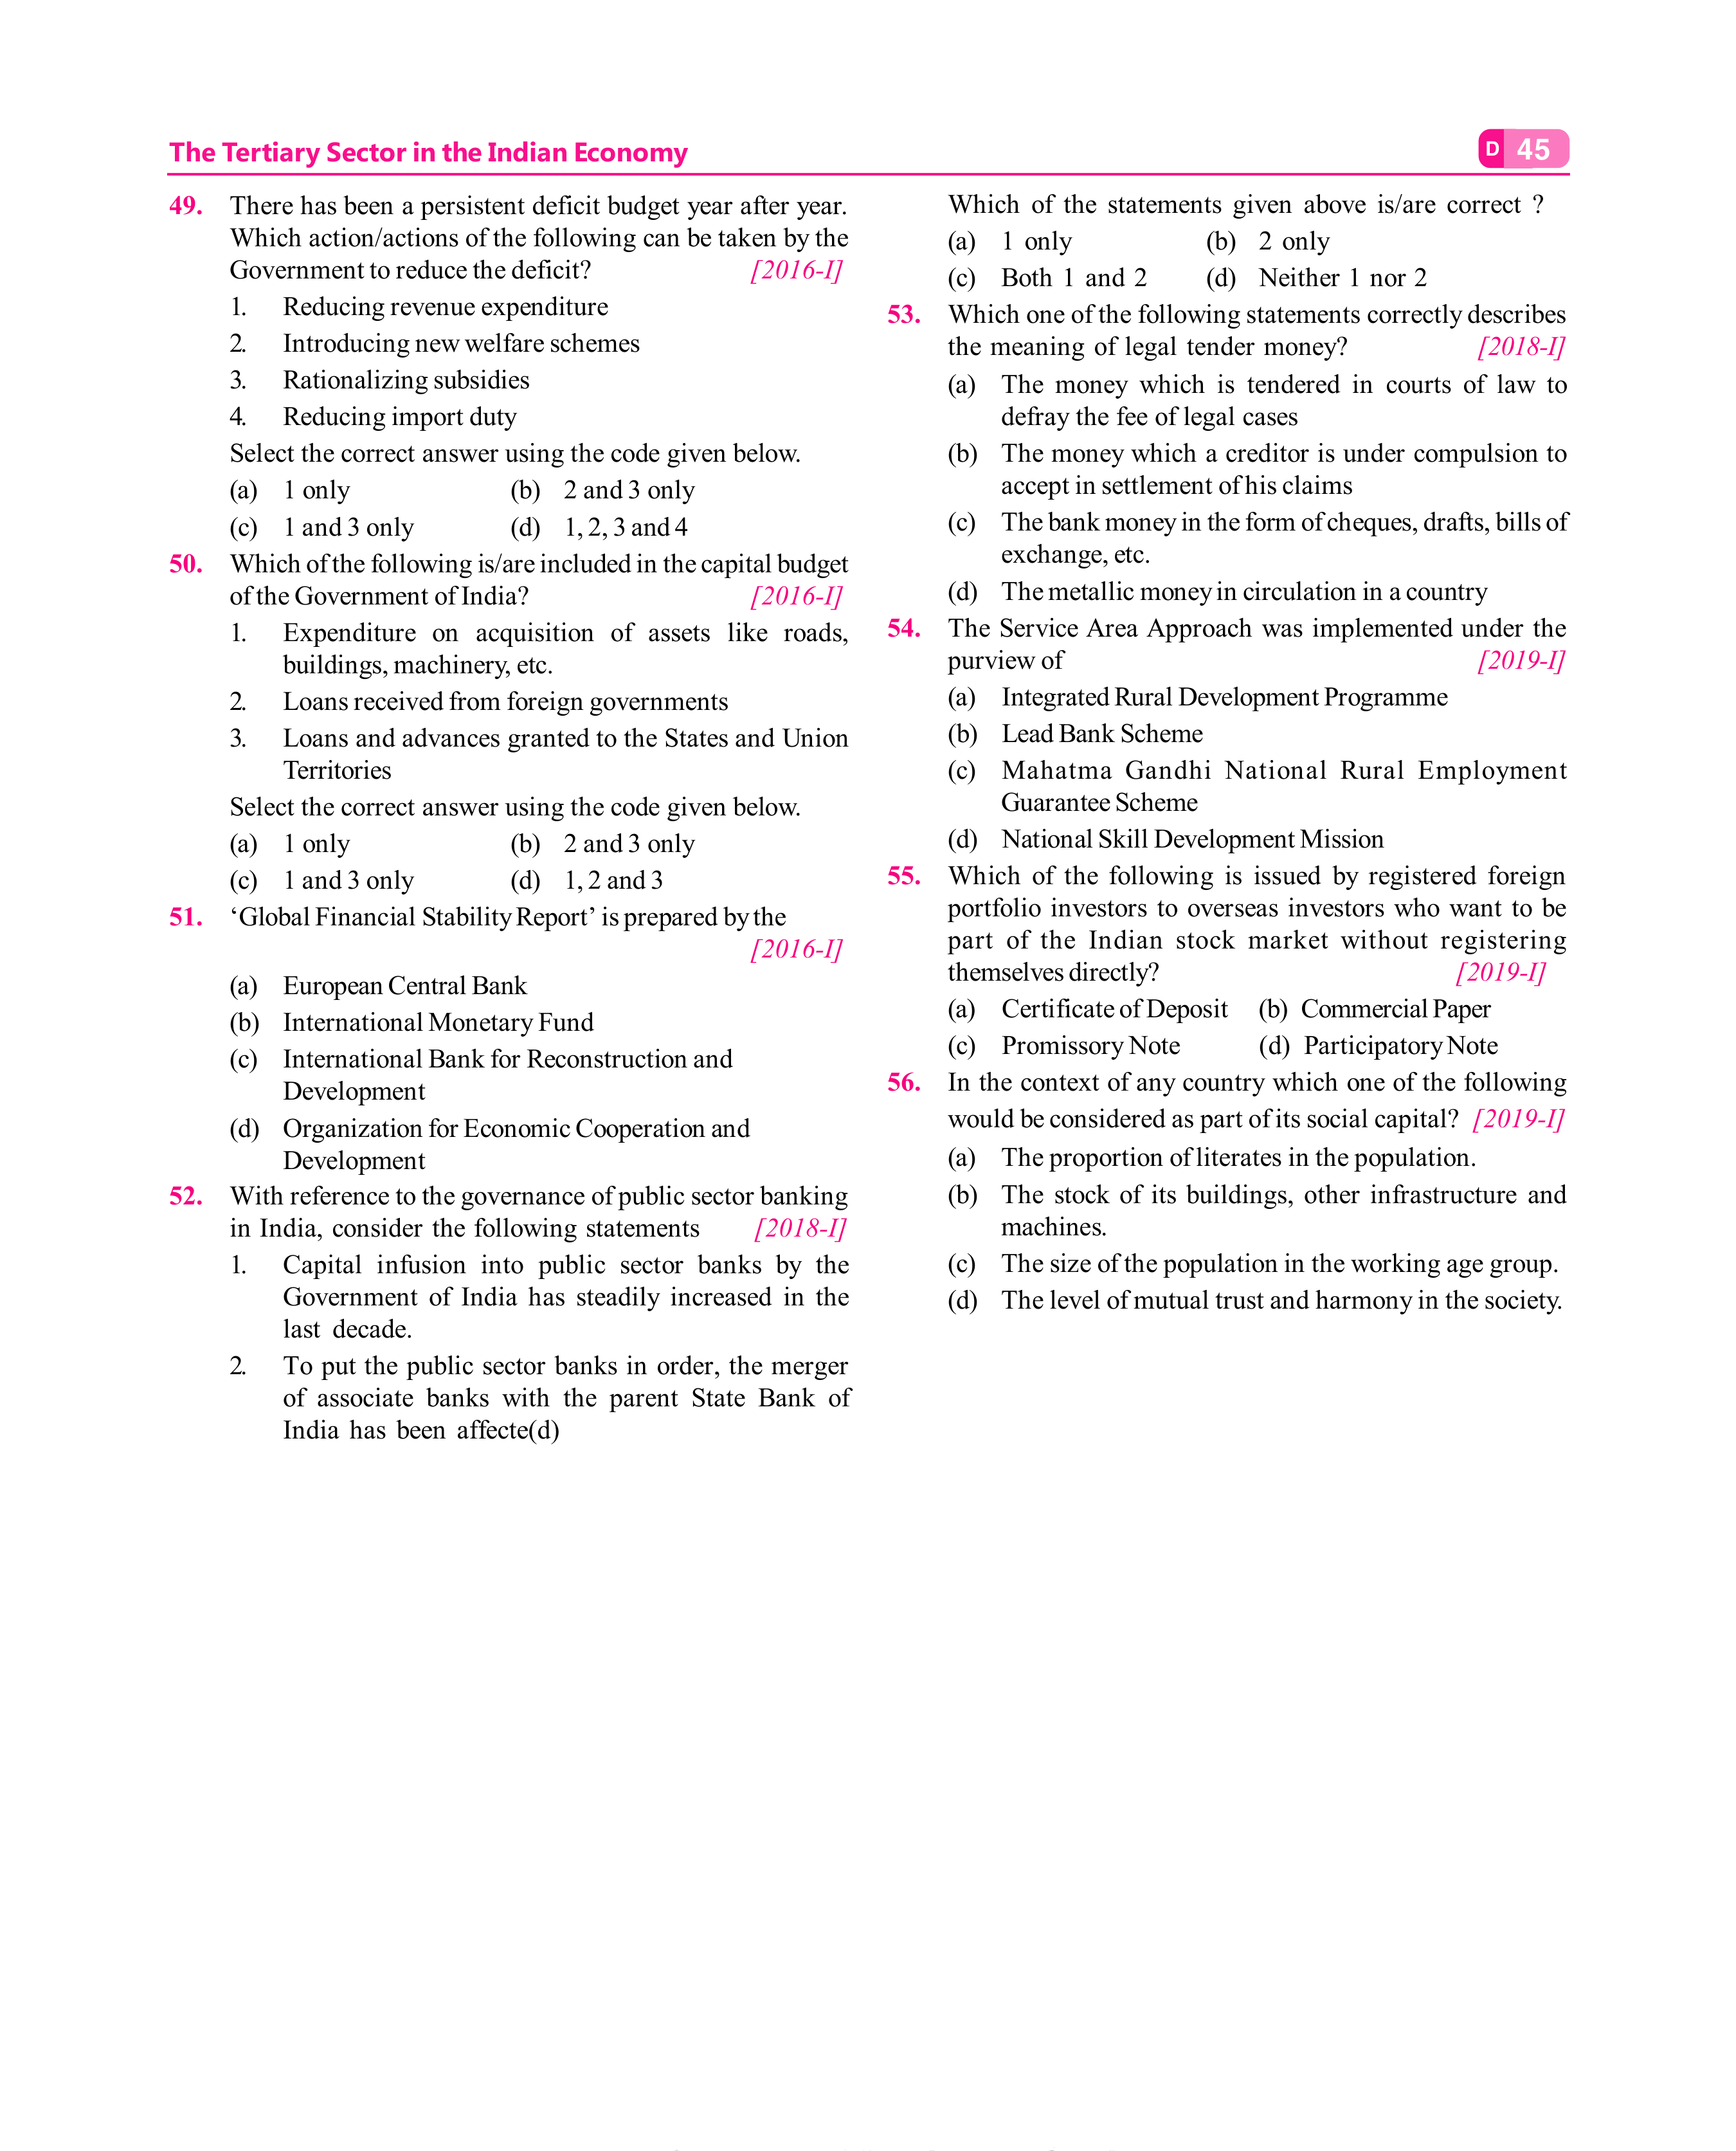 The Tertiary Sector in the Indian Economy
D 45
49. There has been a persistent deficit budget year after year.
Which action/actions of the following can be taken by the
Government to reduce the deficit? [2016-I]
1. Reducing revenue expenditure
2. Introducing new welfare schemes
3. Rationalizing subsidies
4. Reducing import duty
Select the correct answer using the code given below.
(a) 1 only (b) 2 and 3 only
(c) 1 and 3 only (d) 1, 2, 3 and 4
50. Which of the following is/are included in the capital budget
of the Government of India? [2016-I]
1. Expenditure on acquisition of assets like roads,
buildings, machinery, etc.
2. Loans received from foreign governments
3. Loans and advances granted to the States and Union
Territories
Select the correct answer using the code given below.
(a) 1 only (b) 2 and 3 only
(c) 1 and 3 only (d) 1, 2 and 3
51. ‘Global Financial Stability Report’ is prepared by the
[2016-I]
(a) European Central Bank
(b) International Monetary Fund
(c) International Bank for Reconstruction and
Development
(d) Organization for Economic Cooperation and
Development
52. With reference to the governance of public sector banking
in India, consider the following statements [2018-I]
1. Capital infusion into public sector banks by the
Government of India has steadily increased in the
last decade.
2. To put the public sector banks in order, the merger
of associate banks with the parent State Bank of
India has been affecte(d)
Which of the statements given above is/are correct ?
(a) 1 only (b) 2 only
(c) Both 1 and 2 (d) Neither 1 nor 2
53. Which one of the following statements correctly describes
the meaning of legal tender money? [2018-I]
(a) The money which is tendered in courts of law to
defray the fee of legal cases
(b) The money which a creditor is under compulsion to
accept in settlement of his claims
(c) The bank money in the form of cheques, drafts, bills of
exchange, etc.
(d) The metallic money in circulation in a country
54. The Service Area Approach was implemented under the
purview of [2019-I]
(a) Integrated Rural Development Programme
(b) Lead Bank Scheme
(c) Mahatma Gandhi National Rural Employment
Guarantee Scheme
(d) National Skill Development Mission
55. Which of the following is issued by registered foreign
portfolio investors to overseas investors who want to be
part of the Indian stock market without registering
themselves directly? [2019-I]
(a) Certificate of Deposit (b) Commercial Paper
(c) Promissory Note (d) Participatory Note
56. In the context of any country which one of the following
would be considered as part of its social capital? [2019-I]
(a) The proportion of literates in the population.
(b) The stock of its buildings, other infrastructure and
machines.
(c) The size of the population in the working age group.
(d) The level of mutual trust and harmony in the society.